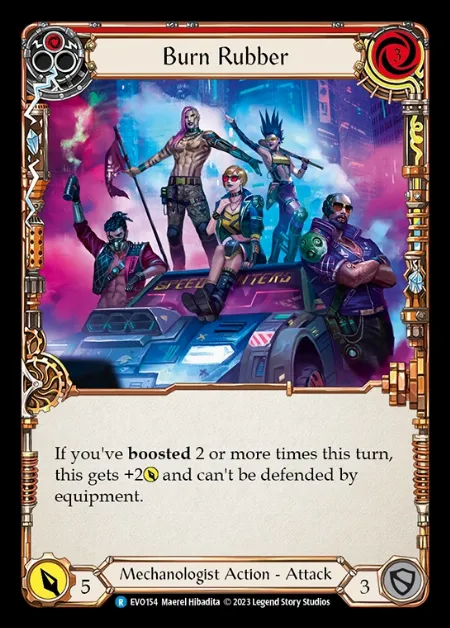 Burn Rubber
3
If you've boosted 2 or more times this turn,
this gets +2 and can't be defended by
equipment.
5
Mechanologist Action - Attack
3
R EVO154 Maerel Hibadita © 2023 Legend Story Studios